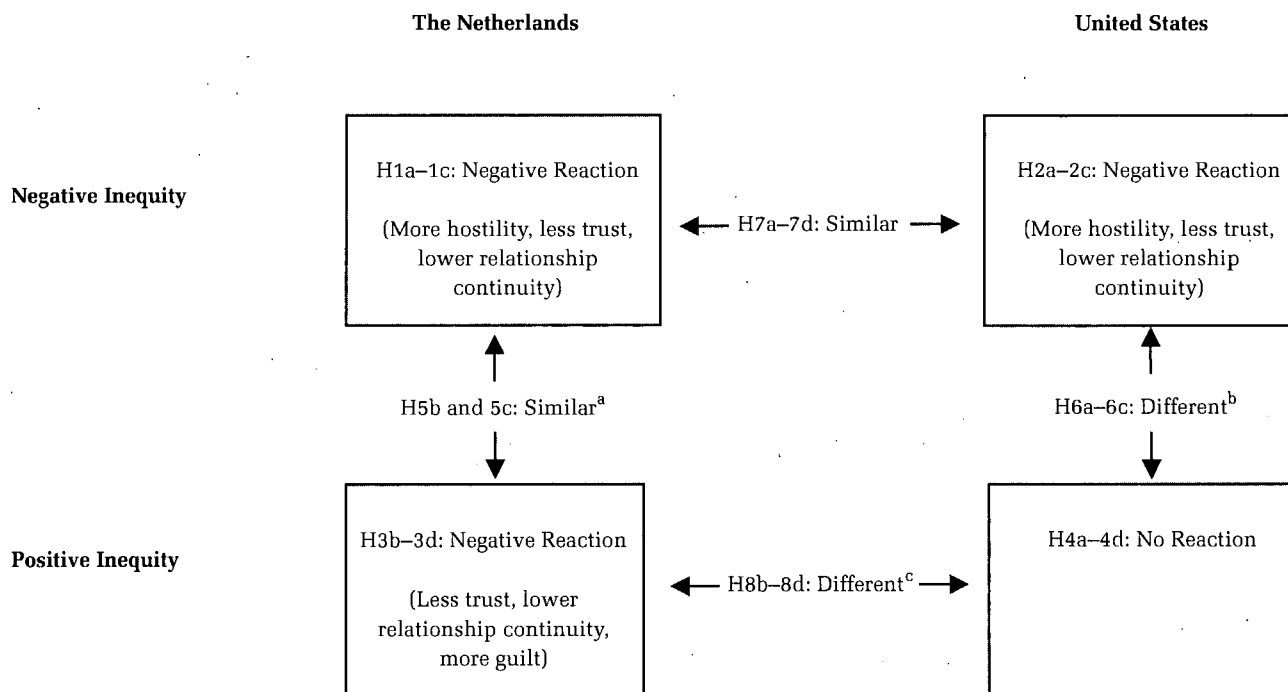 The Netherlands
United States
Negative Inequity
H1a–1c: Negative Reaction
(More hostility, less trust,
lower relationship
continuity)
H7a–7d: Similar
H2a–2c: Negative Reaction
(More hostility, less trust,
lower relationship
continuity)
H5b and 5c: Similar^a
H6a–6c: Different^b
Positive Inequity
H3b–3d: Negative Reaction
(Less trust, lower
relationship continuity,
more guilt)
H8b–8d: Different^c
H4a–4d: No Reaction